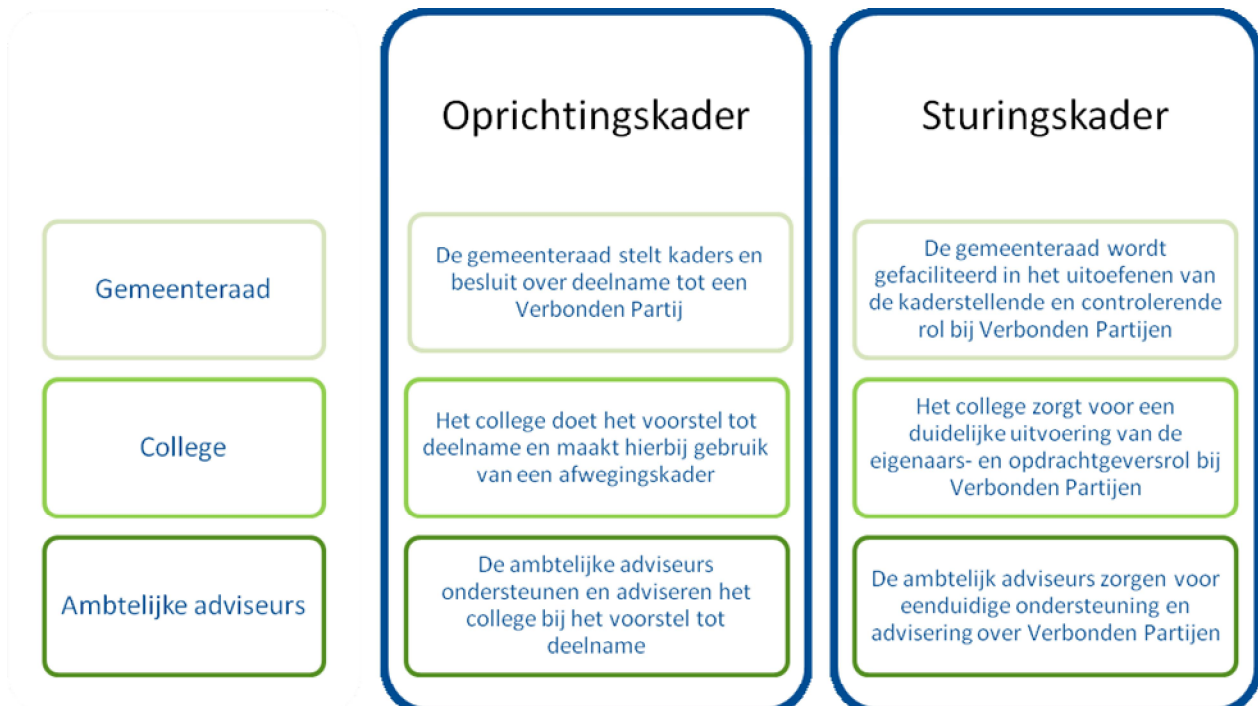 Oprichtingskader
Sturingskader
Gemeenteraad
De gemeenteraad stelt kaders en
besluit over deelname tot een
Verbonden Partij
De gemeenteraad wordt
gefaciliteerd in het uitoefenen van
de kaderstellende en controlerende
rol bij Verbonden Partijen
College
Het college doet het voorstel tot
deelname en maakt hierbij gebruik
van een afwegingskader
Het college zorgt voor een
duidelijke uitvoering van de
eigenaars- en opdrachtgeversrol bij
Verbonden Partijen
Ambtelijke adviseurs
De ambtelijke adviseurs
ondersteunen en adviseren het
college bij het voorstel tot
deelname
De ambtelijk adviseurs zorgen voor
eenduidige ondersteuning en
advisering over Verbonden Partijen